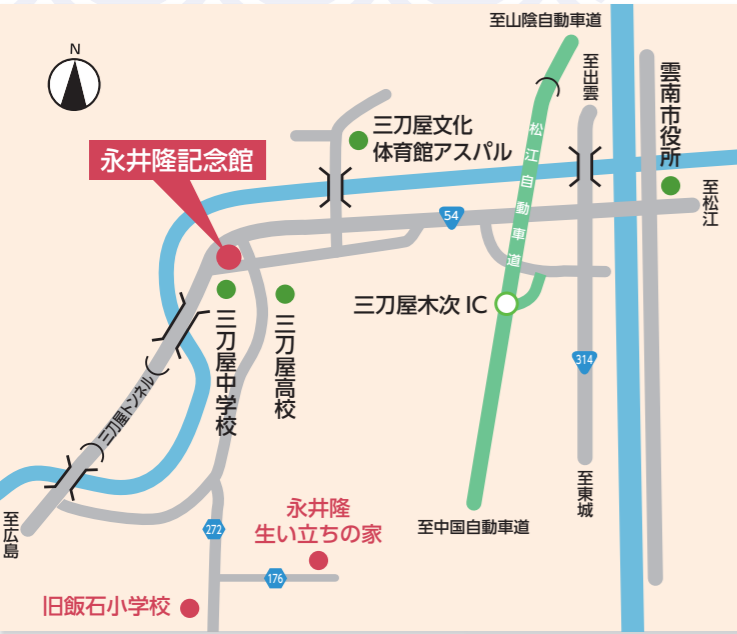 至山陰自動車道
N
至出雲
雲南市役所
三刀屋文化
体育館アスパル
松江自動車道
永井隆記念館
至松江
54
三刀屋木次 IC
三刀屋中学校
三刀屋高校
314
三刀屋トンネル
至東城
永井隆
生い立ちの家
至広島
272
至中国自動車道
176
旧飯石小学校